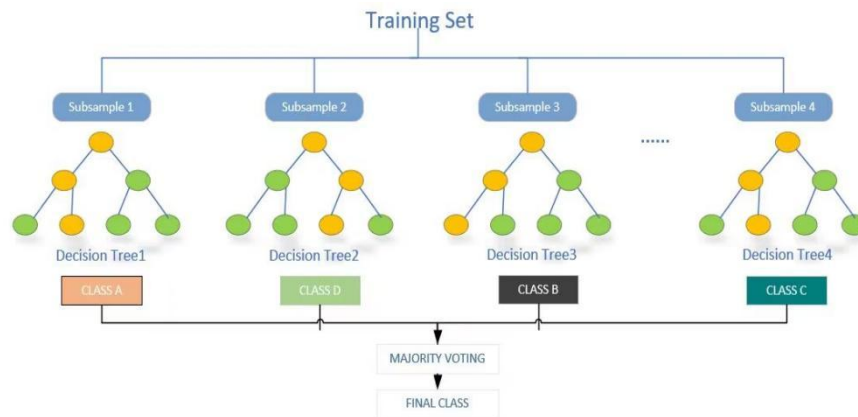 Training Set
Subsample 1
Subsample 2
Subsample 3
......
Subsample 4
Decision Tree1
Decision Tree2
Decision Tree3
Decision Tree4
CLASS A
CLASS D
CLASS B
CLASS C
MAJORITY VOTING
FINAL CLASS